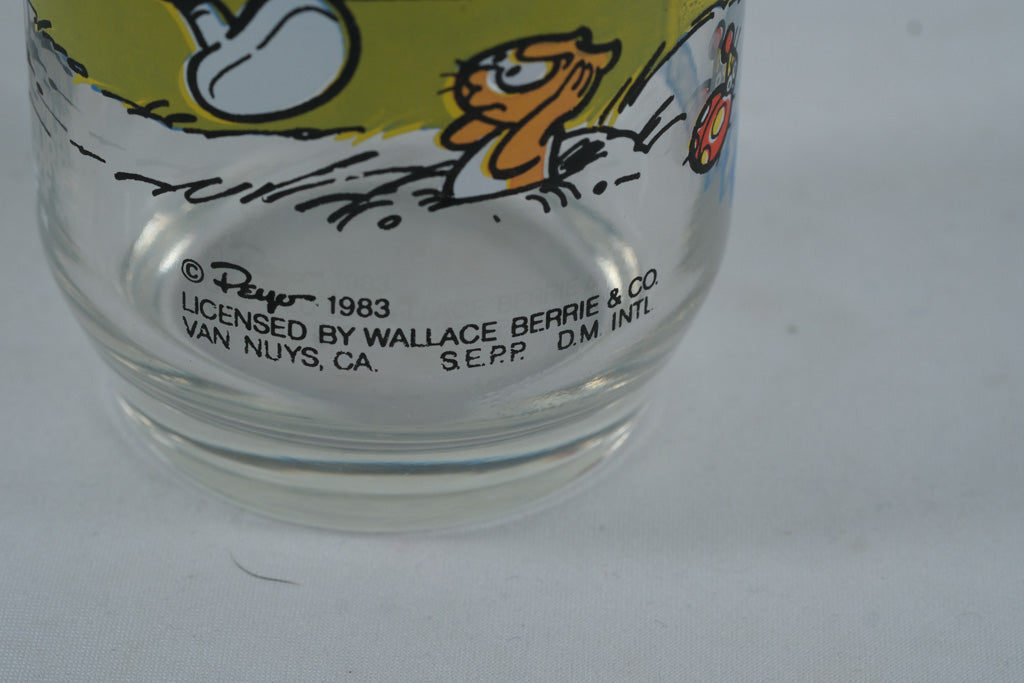 © Peyo 1983
LICENSED BY WALLACE BERRIE & CO.
VAN NUYS, CA. S.E.P.P. D.M. INTL.